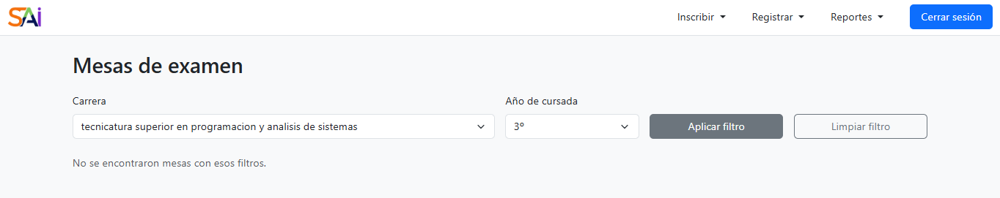 SAi
Inscribir
Registrar
Reportes
Cerrar sesión
Mesas de examen
Carrera
Año de cursada
tecnicatura superior en programacion y analisis de sistemas
3º
Aplicar filtro
Limpiar filtro
No se encontraron mesas con esos filtros.